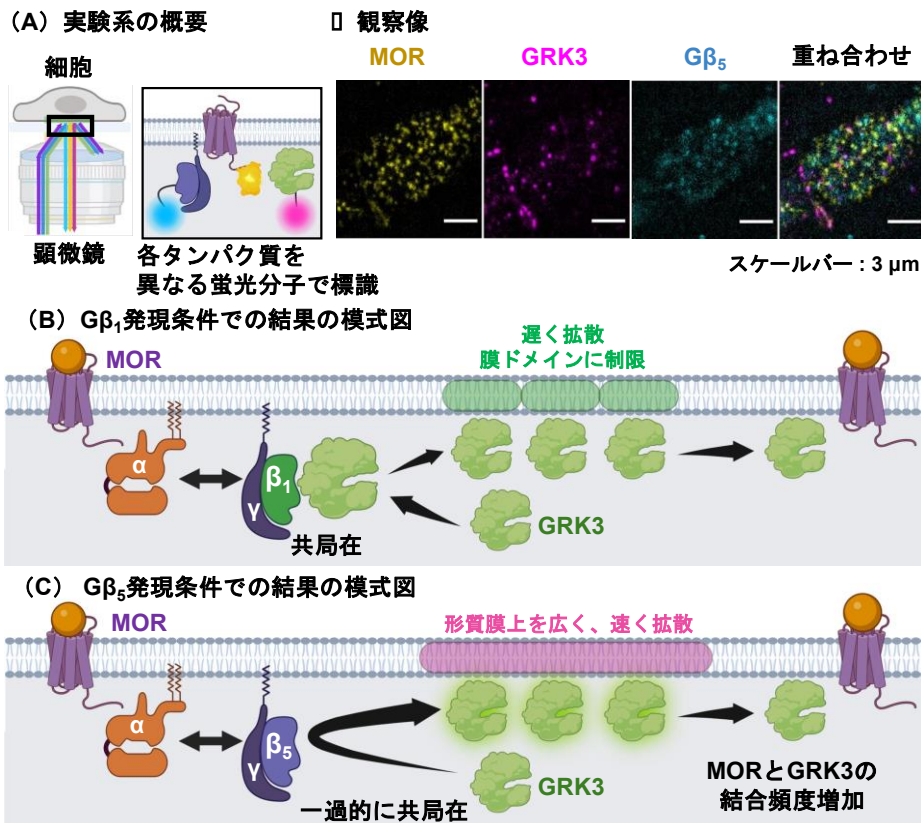 （A）実験系の概要
細胞
顕微鏡
各タンパク質を
異なる蛍光分子で標識
▯ 観察像
MOR
GRK3
Gβ₅
重ね合わせ
スケールバー : 3 μm
（B）Gβ₁発現条件での結果の模式図
MOR
遅く拡散
膜ドメインに制限
α
β₁
γ
共局在
GRK3
（C） Gβ₅発現条件での結果の模式図
MOR
形質膜上を広く、速く拡散
α
β₅
γ
一過的に共局在
GRK3
MORとGRK3の
結合頻度増加